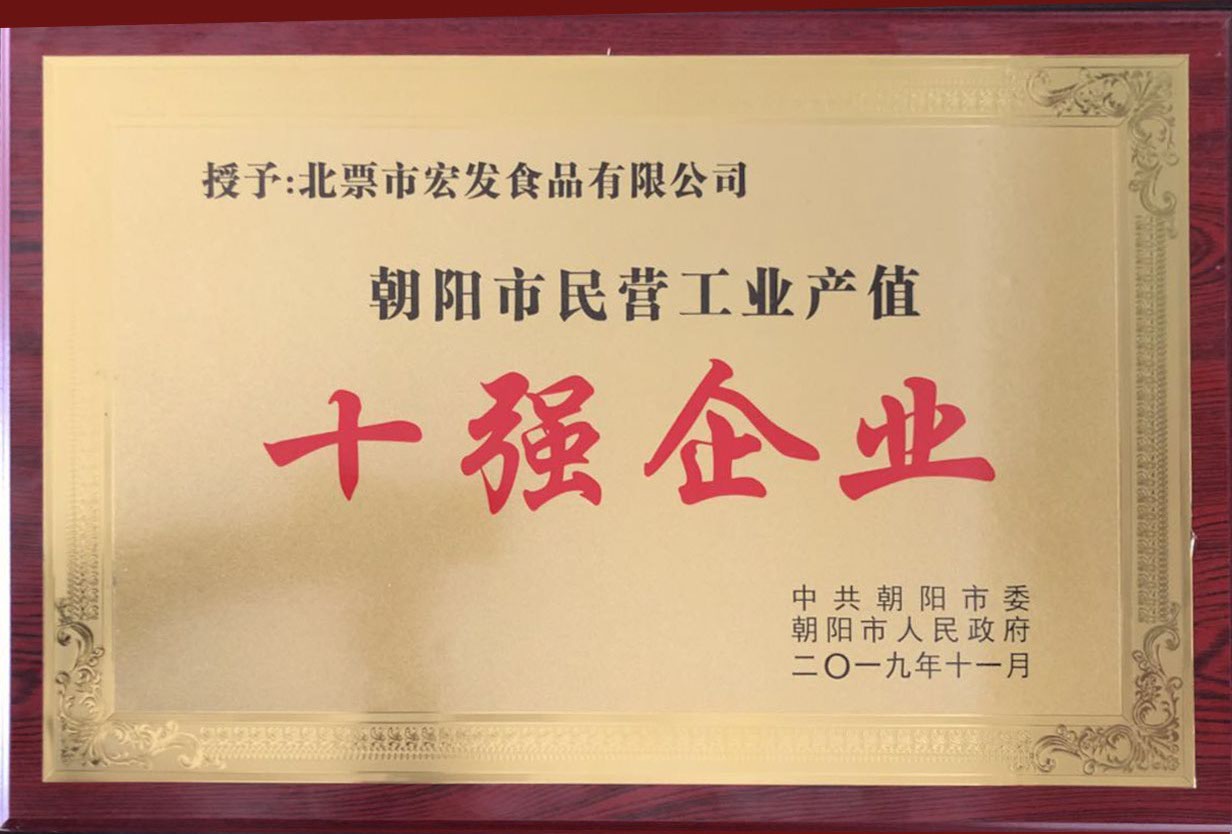 授予:北票市宏发食品有限公司
朝阳市民营工业产值
十强企业
中共朝阳市委
朝阳市人民政府
二〇一九年十一月